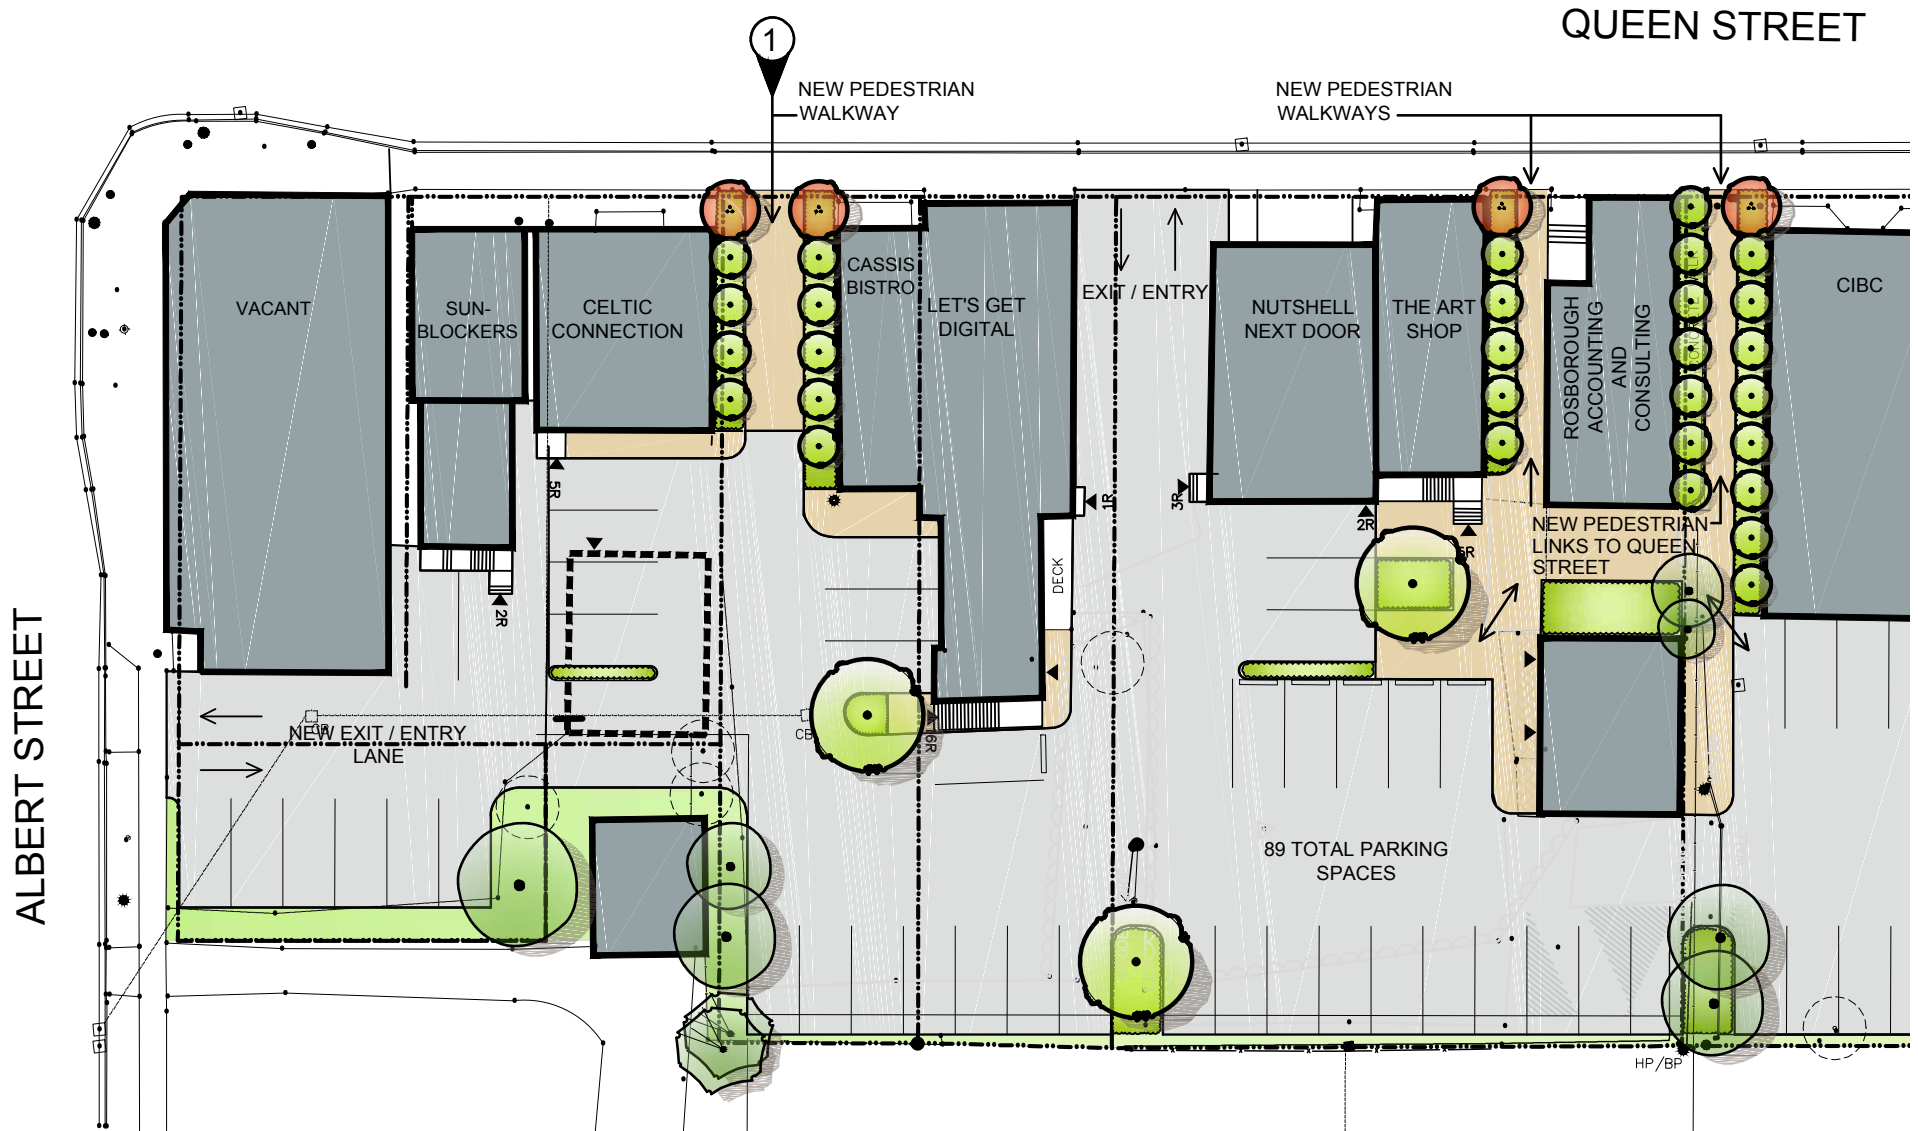 QUEEN STREET
1
NEW PEDESTRIAN
WALKWAY
NEW PEDESTRIAN
WALKWAYS
VACANT
SUN-
BLOCKERS
CELTIC
CONNECTION
CASSIS
BISTRO
LET'S GET
DIGITAL
EXIT / ENTRY
NUTSHELL
NEXT DOOR
THE ART
SHOP
ROSBOROUGH
ACCOUNTING
AND
CONSULTING
CIBC
5R
1R
3R
2R
NEW PEDESTRIAN
LINKS TO QUEEN
STREET
DECK
2R
ALBERT STREET
NEW EXIT / ENTRY
LANE
CB
CB
89 TOTAL PARKING
SPACES
HP/BP